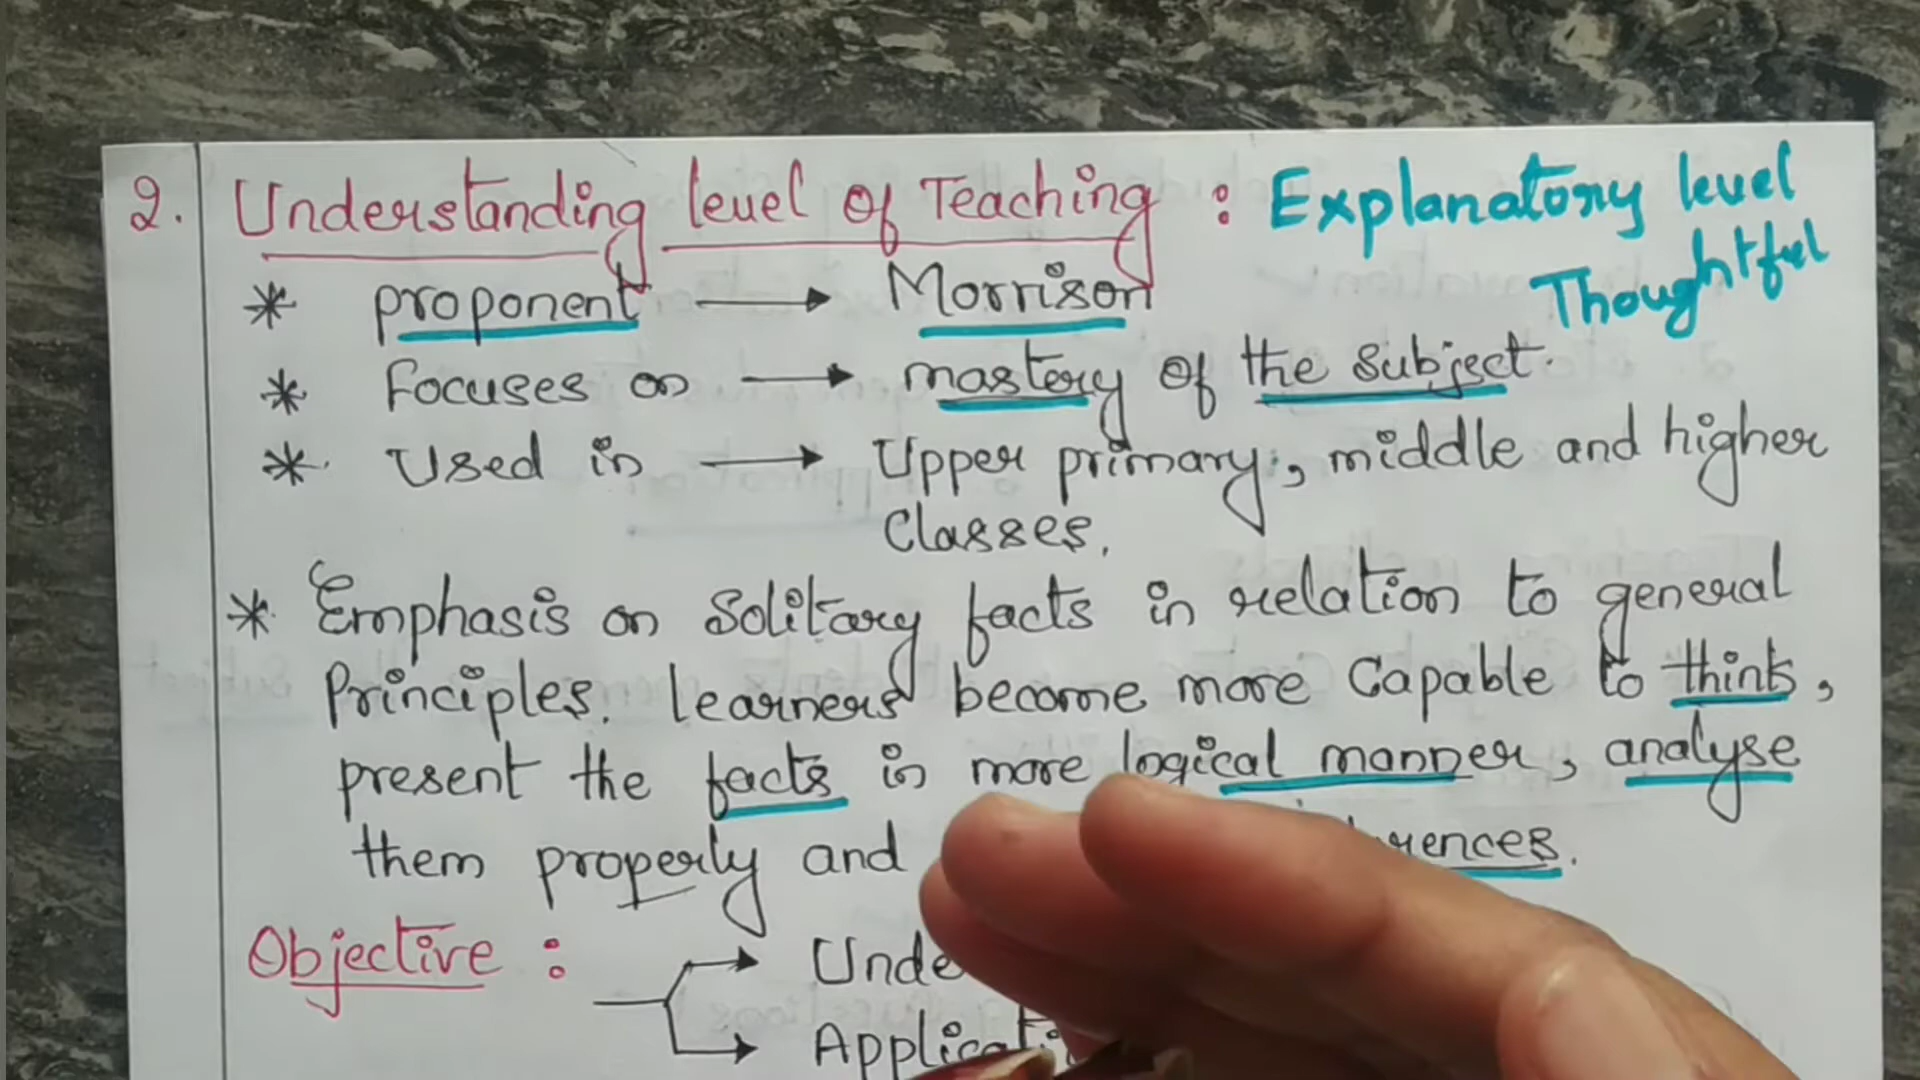 2. Understanding level of Teaching : Explanatory level
Thoughtful
* proponent → Morrison
* Focuses on → mastery of the subject.
* Used in → Upper primary, middle and higher
Classes.
* Emphasis on Solitary facts in relation to general
Principles. learners become more Capable to think,
present the facts in more logical manner, analyse
them properly and
Objective :